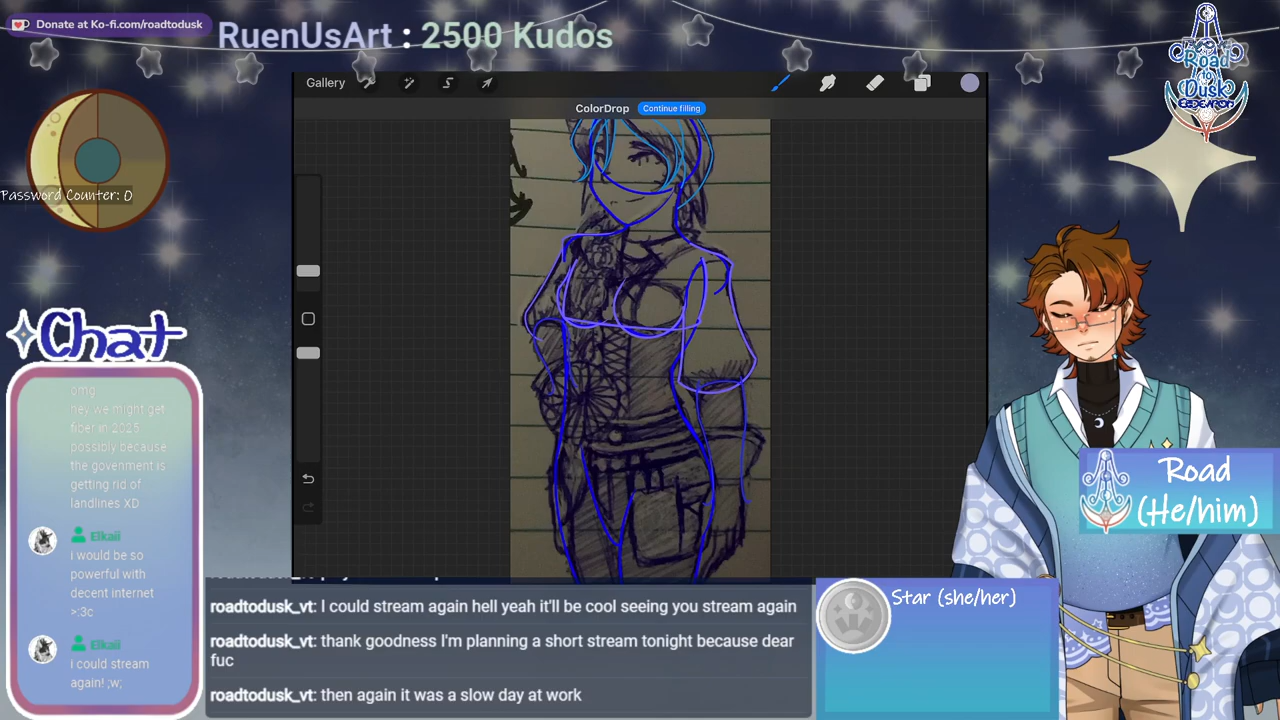 Donate at Ko-fi.com/roadtodusk
RuenUsArt : 2500 Kudos
Road
to
Dusk
Gallery
ColorDrop
Continue filling
Password Counter: 0
Chat
omg
hey we might get
fiber in 2025
possibly because
the govenment is
getting rid of
landlines XD
Elkaii
i would be so
powerful with
decent internet
>:3c
Elkaii
i could stream
again! ;w;
roadtodusk_vt: I could stream again hell yeah it'll be cool seeing you stream again
roadtodusk_vt: thank goodness I'm planning a short stream tonight because dear
fuc
roadtodusk_vt: then again it was a slow day at work
Star (she/her)
Road
(He/him)